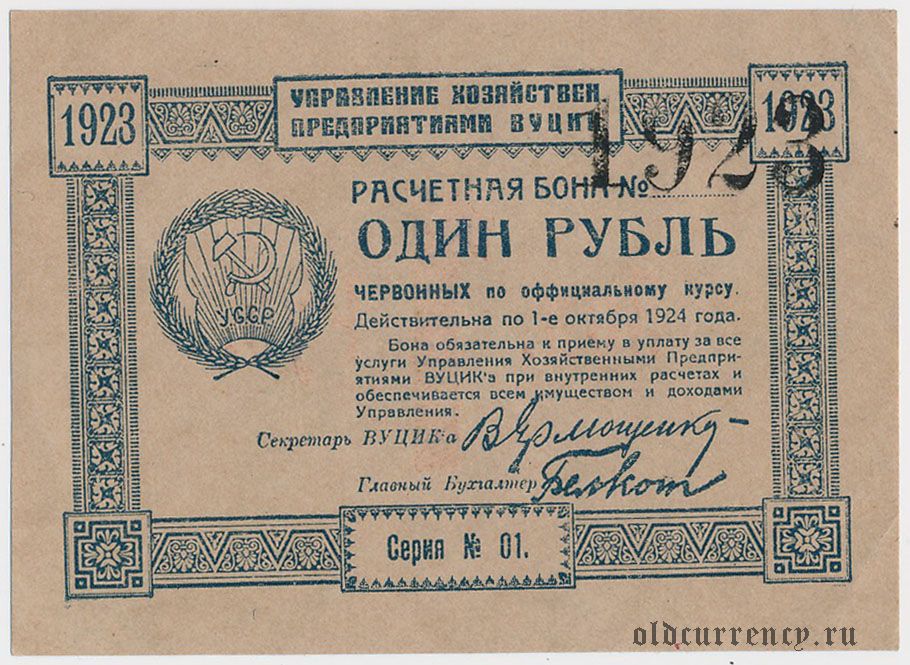 1923
УПРАВЛЕНИЕ ХОЗЯЙСТВЕН
ПРЕДПРИЯТИЯМИ ВУЦИК
1923
РАСЧЕТНАЯ БОНА №
1923
ОДИН РУБЛЬ
ЧЕРВОННЫХ по оффициальному курсу.
Действительна по 1-е октября 1924 года.
УССР
Бона обязательна к приему в уплату за все
услуги Управления Хозяйственными Предпри-
ятиями ВУЦИК'а при внутренних расчетах и
обеспечивается всем имуществом и доходами
Управления.
Секретарь ВУЦИК-а В Ярмощенко
Главный Бухгалтер
Серия № 01.
oldcurrency.ru